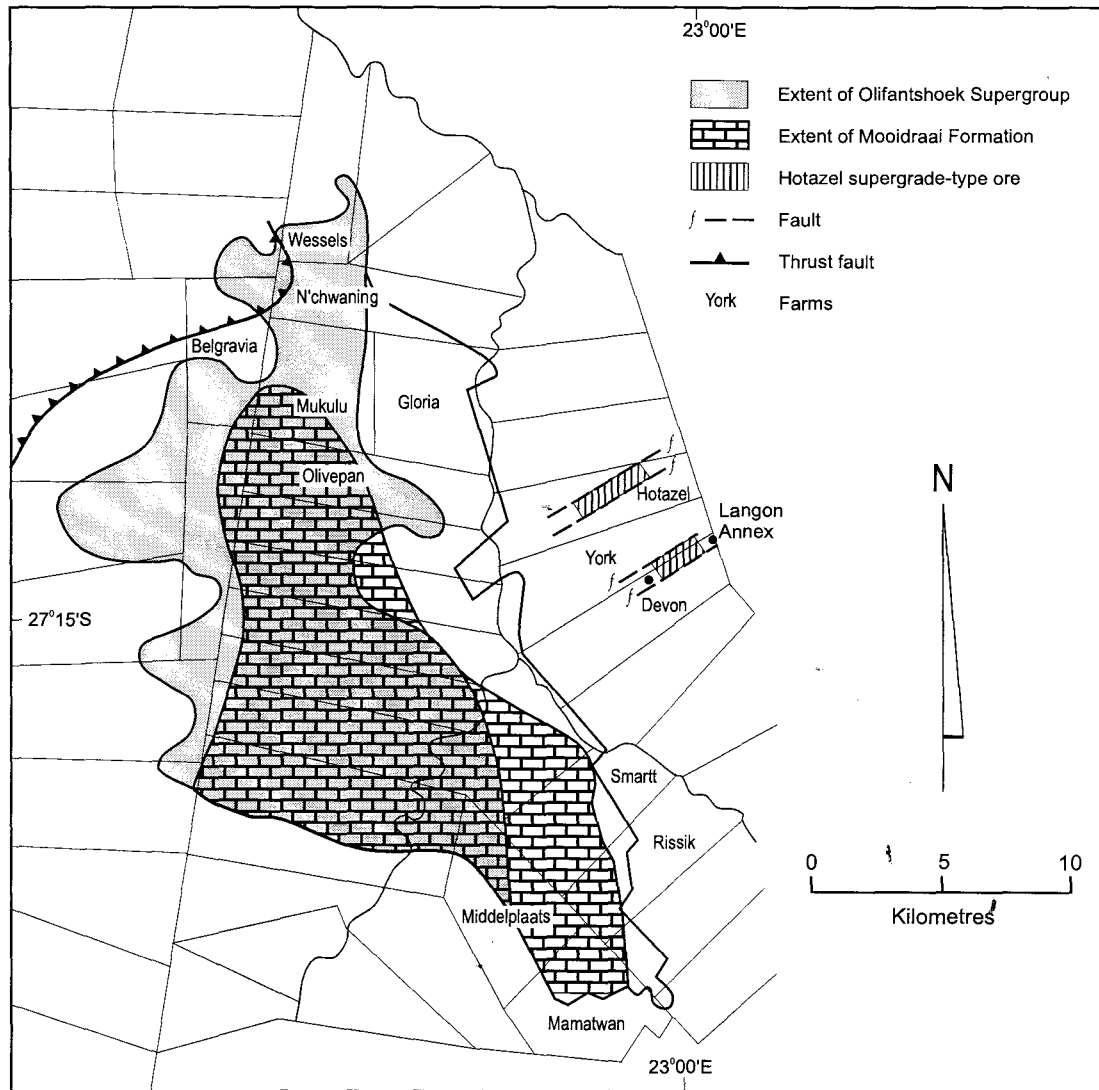 23°00'E
Extent of Olifantshoek Supergroup
Extent of Mooidraai Formation
Hotazel supergrade-type ore
f Fault
Thrust fault
York Farms
Wessels
N'chwaning
Belgravia
Mukulu
Gloria
Olivepan
f
f
Hotazel
Langon
Annex
York
f
f
Devon
27°15'S
N
Smartt
Rissik
0 5 10
Kilometres
Middelplaats
Mamatwan
23°00'E